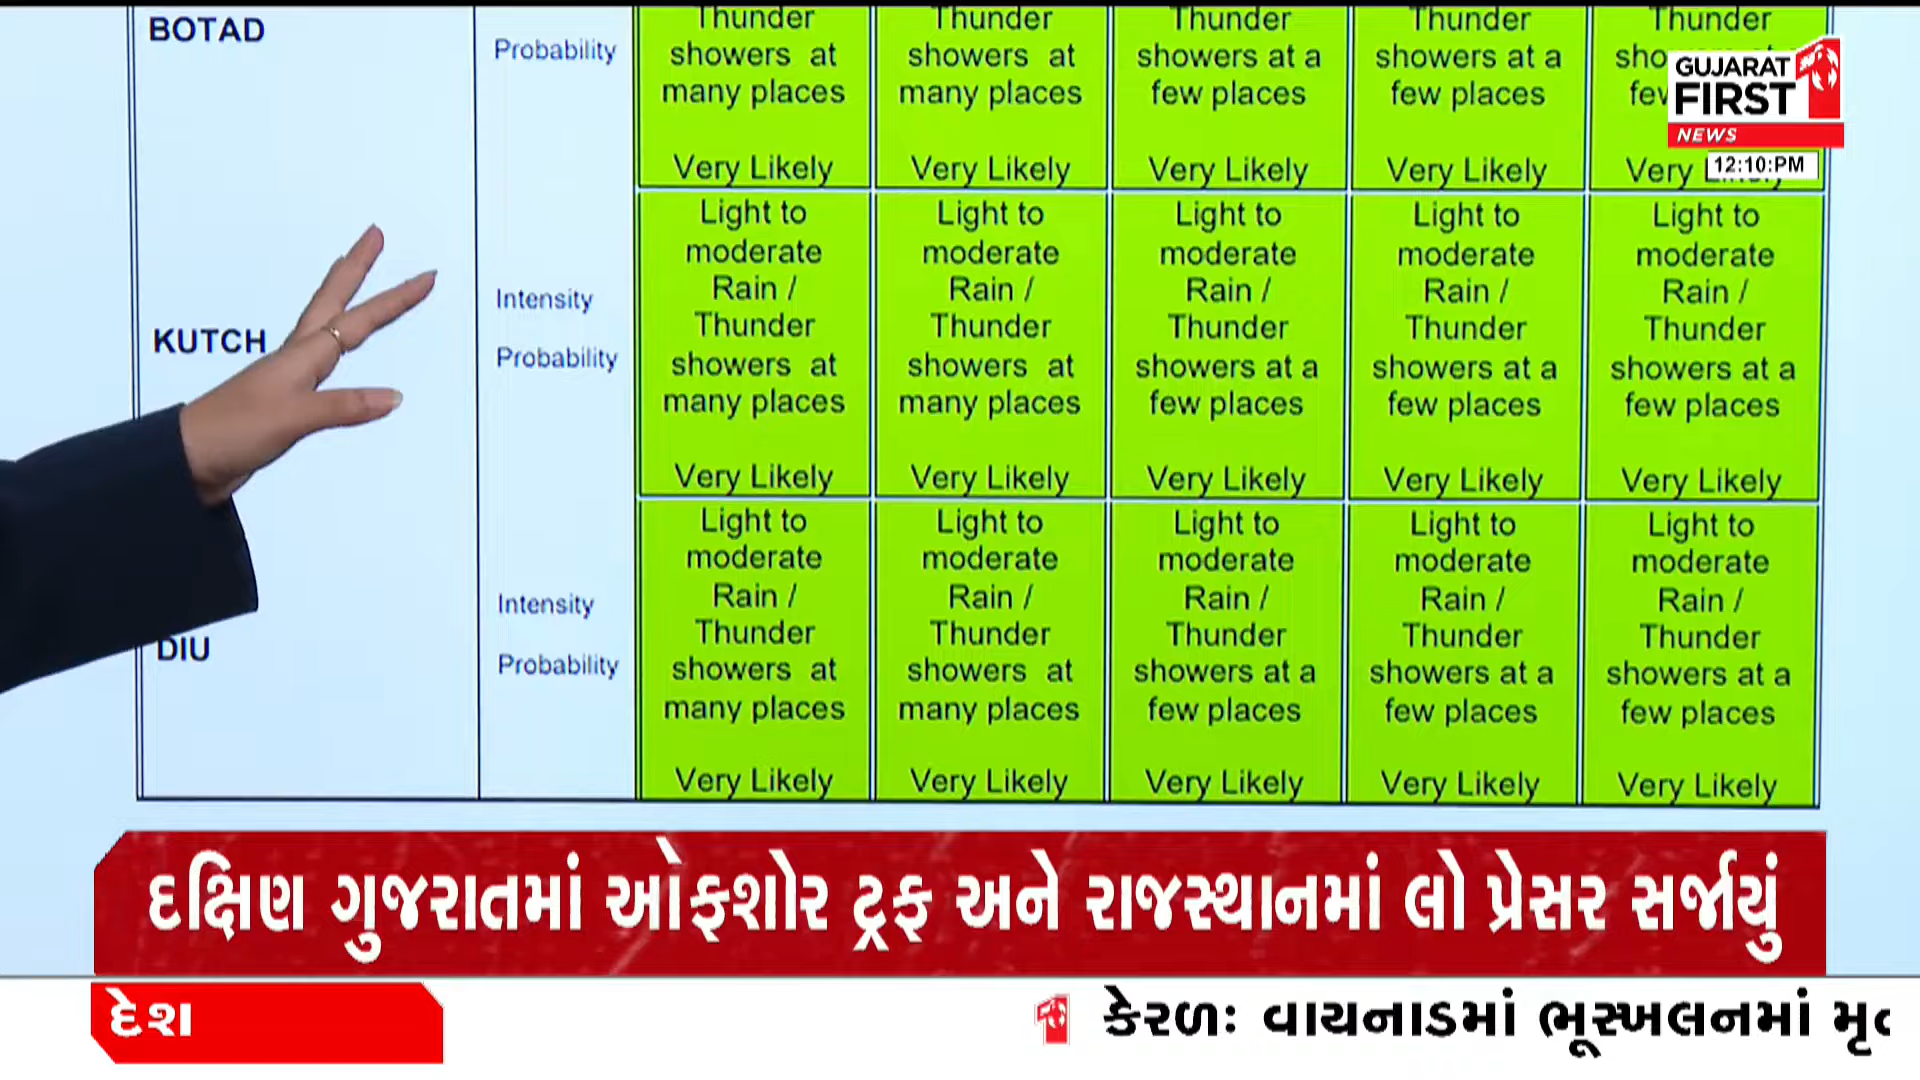 BOTAD
Probability
Thunder
showers at
many places
Very Likely
Thunder
showers at
many places
Very Likely
Thunder
showers at a
few places
Very Likely
Thunder
showers at a
few places
Very Likely
Thunder
Very Likely
GUJARAT
FIRST
NEWS
12:10:PM
KUTCH
Intensity
Probability
Light to
moderate
Rain /
Thunder
showers at
many places
Very Likely
Light to
moderate
Rain /
Thunder
showers at
many places
Very Likely
Light to
moderate
Rain /
Thunder
showers at a
few places
Very Likely
Light to
moderate
Rain /
Thunder
showers at a
few places
Very Likely
Light to
moderate
Rain /
Thunder
showers at a
few places
Very Likely
DIU
Intensity
Probability
Light to
moderate
Rain /
Thunder
showers at
many places
Very Likely
Light to
moderate
Rain /
Thunder
showers at
many places
Very Likely
Light to
moderate
Rain /
Thunder
showers at a
few places
Very Likely
Light to
moderate
Rain /
Thunder
showers at a
few places
Very Likely
Light to
moderate
Rain /
Thunder
showers at a
few places
Very Likely
દક્ષિણ ગુજરાતમાં ઓફશોર ટ્રફ અને રાજસ્થાનમાં લો પ્રેસર સર્જાયું
દેશ
કેરળઃ વાયનાડમાં ભૂસ્ખલનમાં